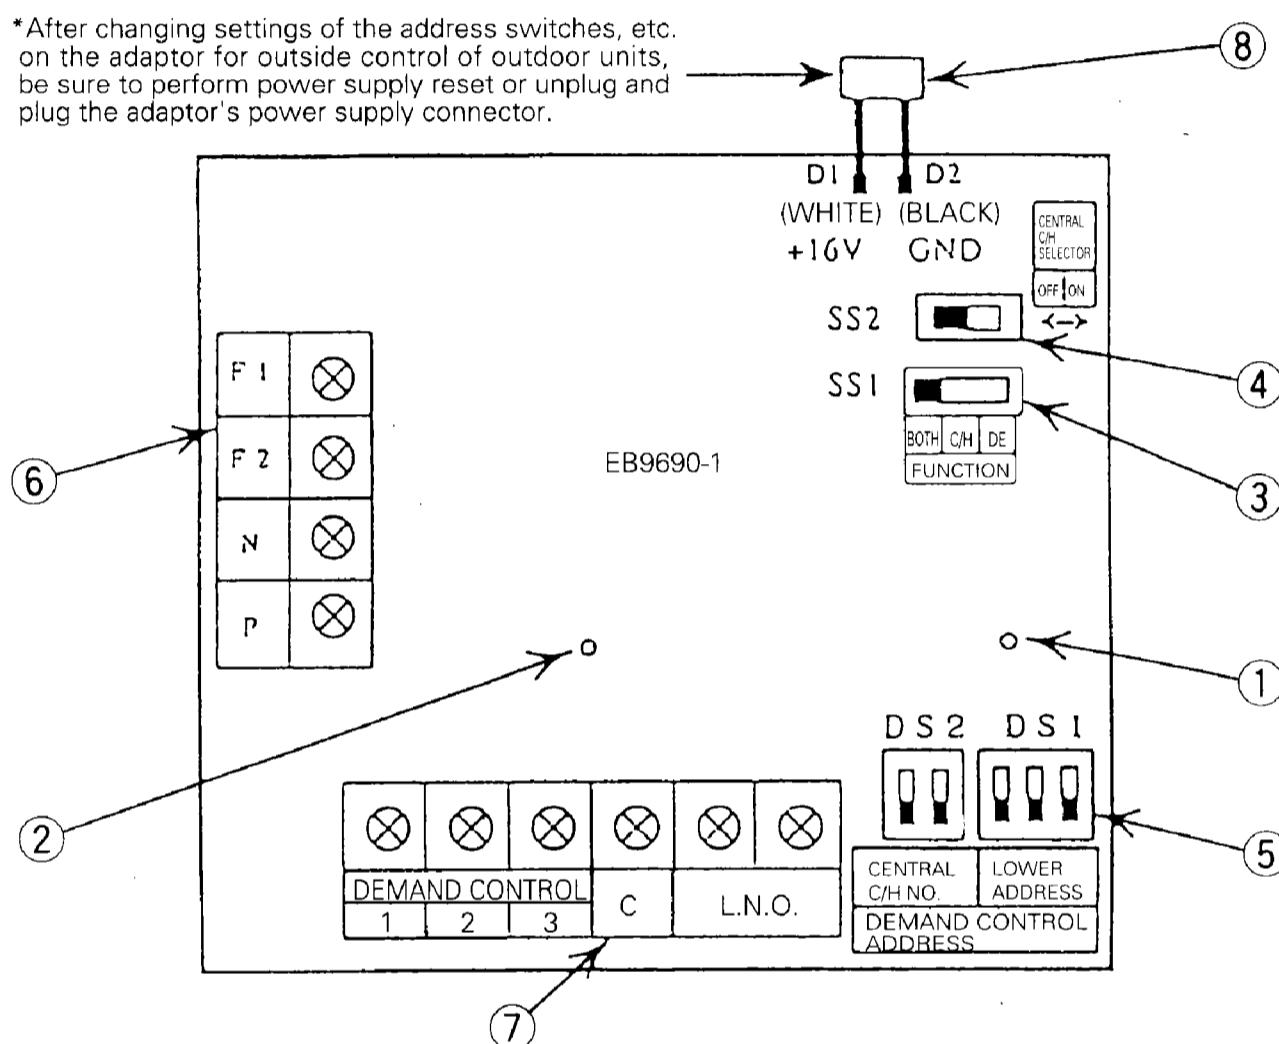 *After changing settings of the address switches, etc.
on the adaptor for outside control of outdoor units,
be sure to perform power supply reset or unplug and
plug the adaptor's power supply connector.
8
D1 D2
(WHITE) (BLACK)
+16V GND
CENTRAL
C/H
SELECTOR
OFF ON
SS2
4
SS1
BOTH C/H DE
FUNCTION
3
F1
F2
N
P
6
EB9690-1
1
2
DS2 DS1
5
CENTRAL
C/H NO.
LOWER
ADDRESS
DEMAND CONTROL
ADDRESS
DEMAND CONTROL
1 2 3
C
L.N.O.
7